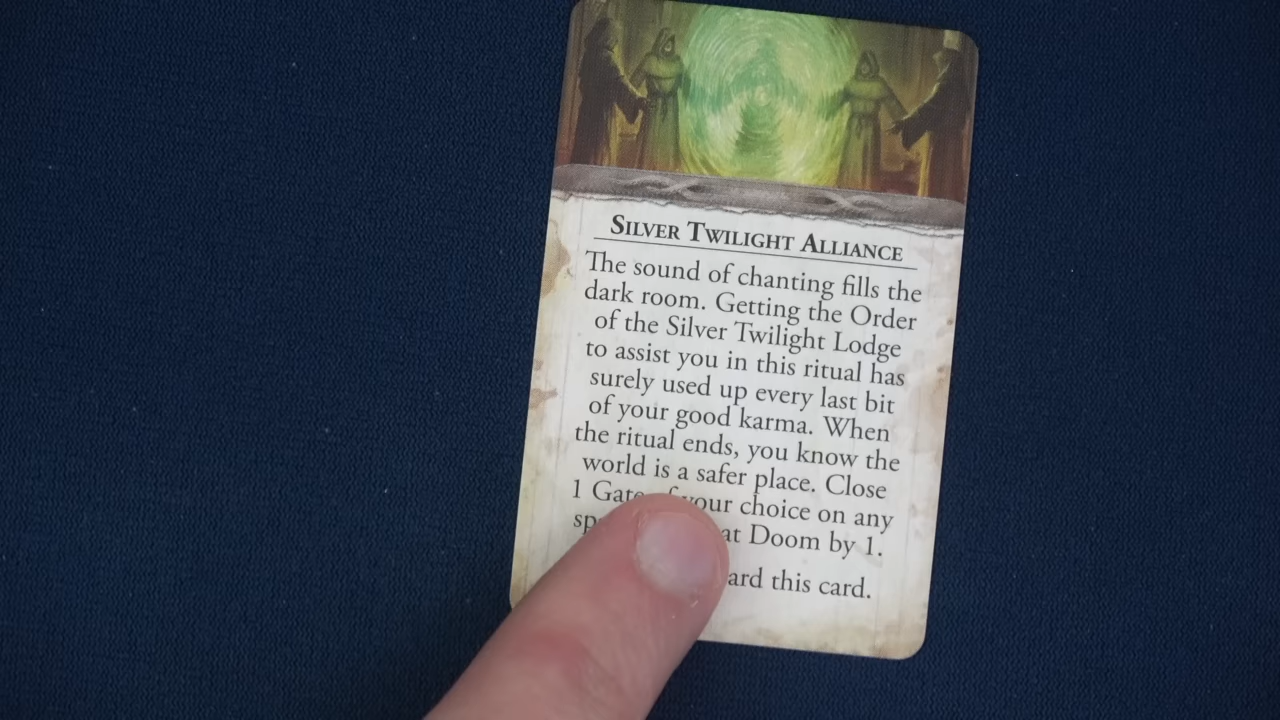 Silver Twilight Alliance
The sound of chanting fills the
dark room. Getting the Order
of the Silver Twilight Lodge
to assist you in this ritual has
surely used up every last bit
of your good karma. When
the ritual ends, you know the
world is a safer place. Close
1 Gate of your choice on any
Doom by 1.
this card.